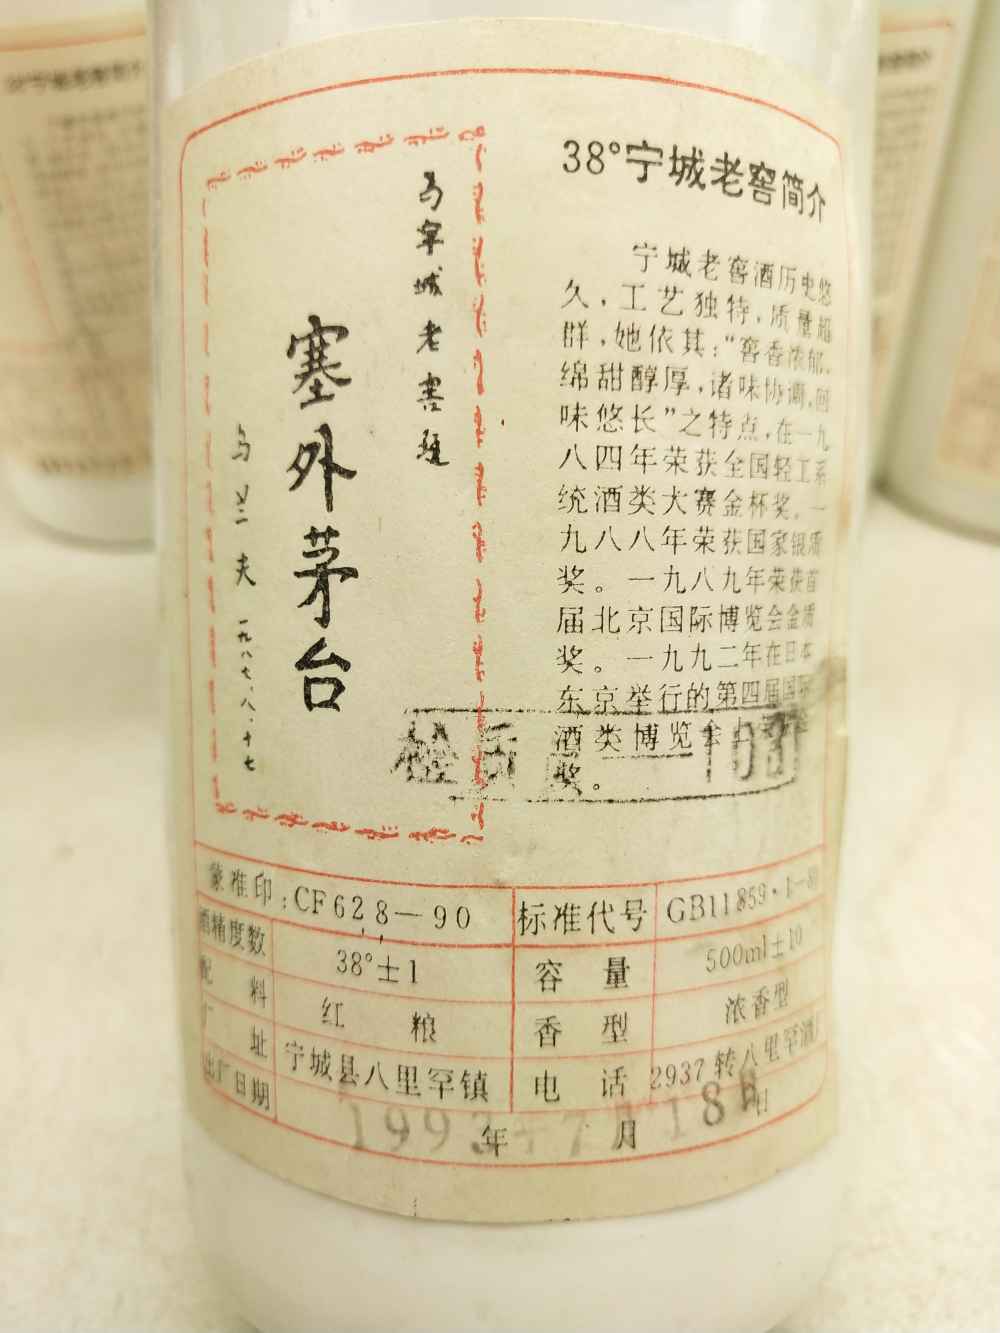 38°宁城老窖简介
宁城老窖酒历史悠
久，工艺独特，质量超
群，她依其：“窖香浓郁，
绵甜醇厚，诸味协调，回
味悠长”之特点，在一九
八四年荣获全国轻工系
统酒类大赛金杯奖。一
九八八年荣获国家银质
奖。一九八九年荣获首
届北京国际博览会金质
奖。一九九二年在日本
东京举行的第四届国际
酒类博览会上
奖。
为宁城老窖题
塞外茅台
乌兰夫 一九八七、八、十七
检质
蒙准印：CF628—90
标准代号 GB11859·1—89
酒精度数 38°±1
容量 500ml±10
配料 红粮
香型 浓香型
厂址 宁城县八里罕镇
电话 2937转八里罕酒厂
出厂日期 1993年7月18日